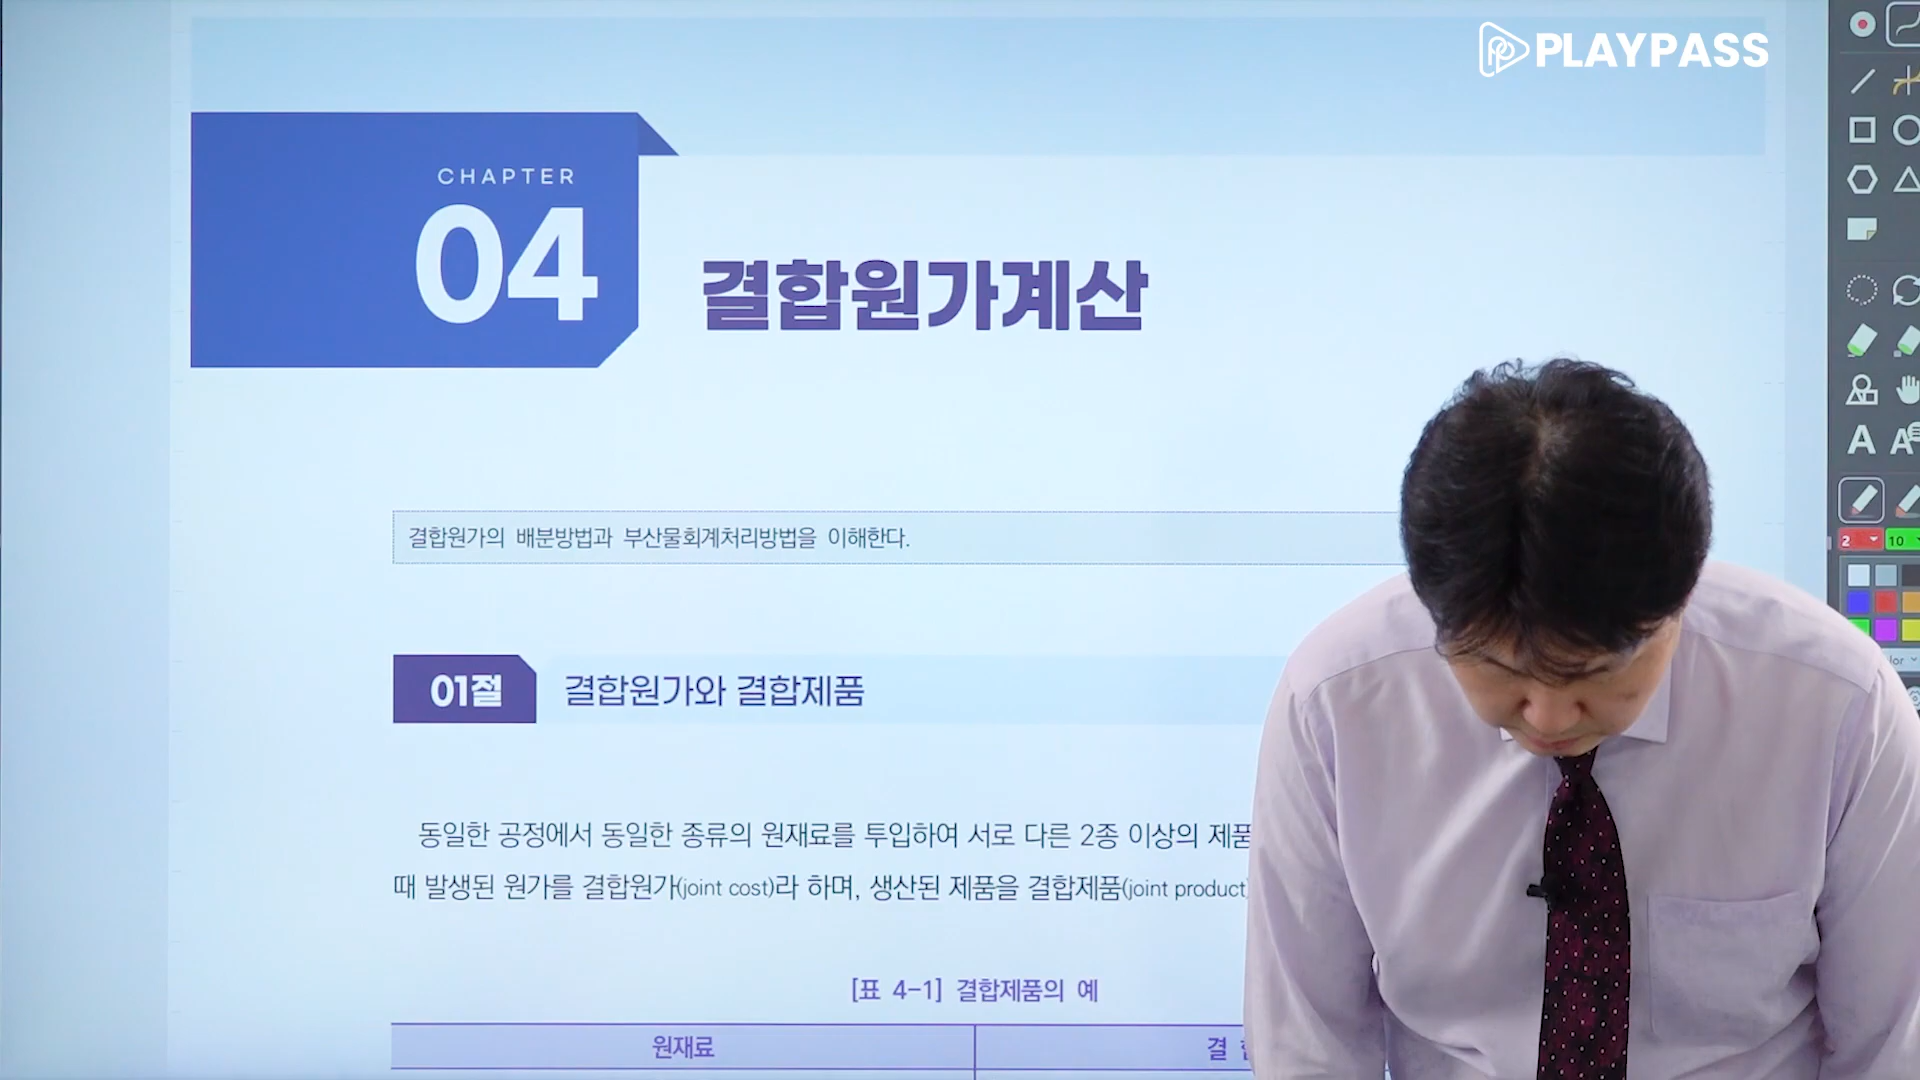 PLAYPASS
CHAPTER
04
결합원가계산
결합원가의 배분방법과 부산물회계처리방법을 이해한다.
01절 결합원가와 결합제품
동일한 공정에서 동일한 종류의 원재료를 투입하여 서로 다른 2종 이상의 제품
때 발생된 원가를 결합원가(joint cost)라 하며, 생산된 제품을 결합제품(joint product)
[표 4-1] 결합제품의 예
원재료 결
A
A
2 10